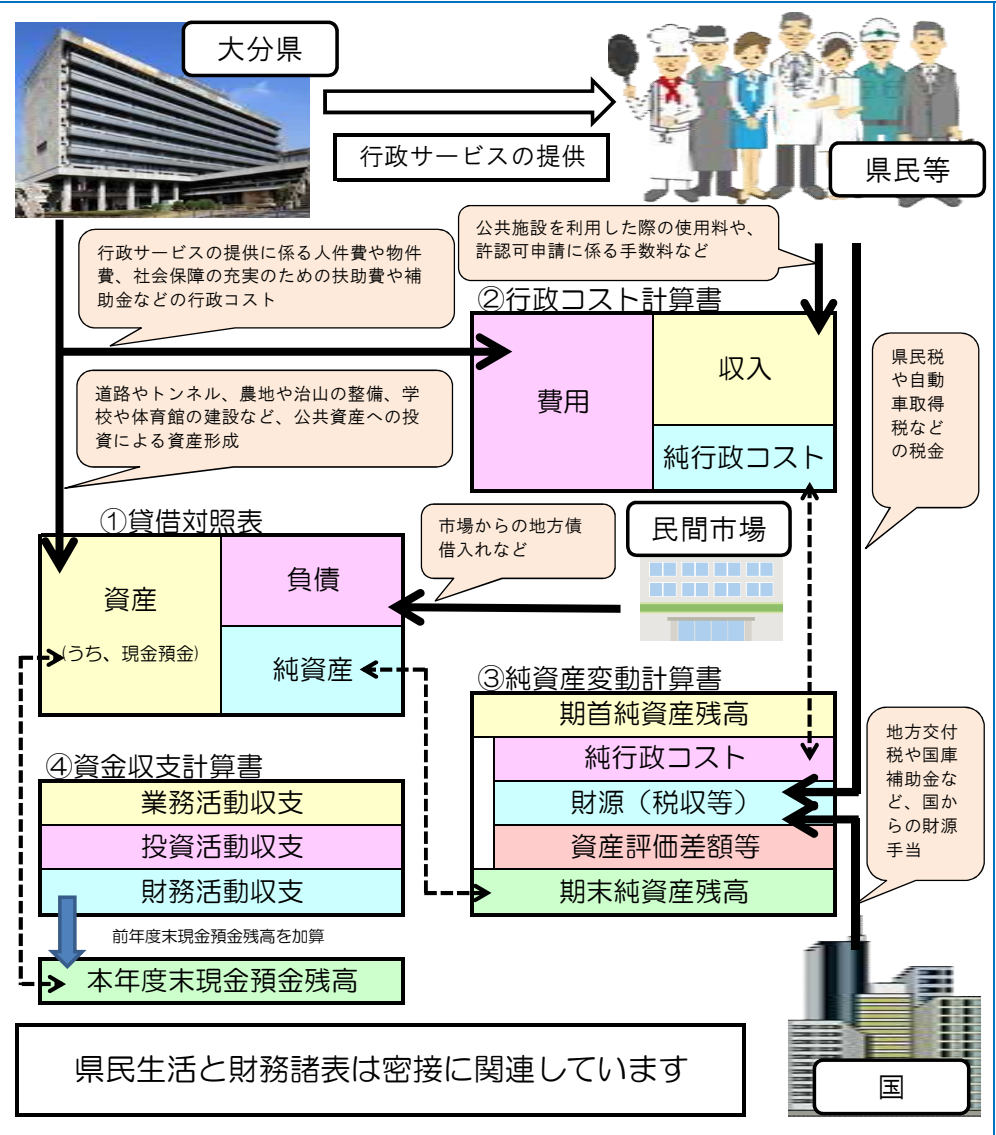 大分県
行政サービスの提供
県民等
行政サービスの提供に係る人件費や物件
費、社会保障の充実のための扶助費や補
助金などの行政コスト
公共施設を利用した際の使用料や、
許認可申請に係る手数料など
②行政コスト計算書
費用
収入
純行政コスト
県民税
や自動
車取得
税など
の税金
道路やトンネル、農地や治山の整備、学
校や体育館の建設など、公共資産への投
資による資産形成
①貸借対照表
資産
(うち、現金預金)
負債
純資産
市場からの地方債
借入れなど
民間市場
③純資産変動計算書
期首純資産残高
純行政コスト
財源（税収等）
資産評価差額等
期末純資産残高
地方交付
税や国庫
補助金な
ど、国か
らの財源
手当
④資金収支計算書
業務活動収支
投資活動収支
財務活動収支
前年度末現金預金残高を加算
本年度末現金預金残高
県民生活と財務諸表は密接に関連しています
国